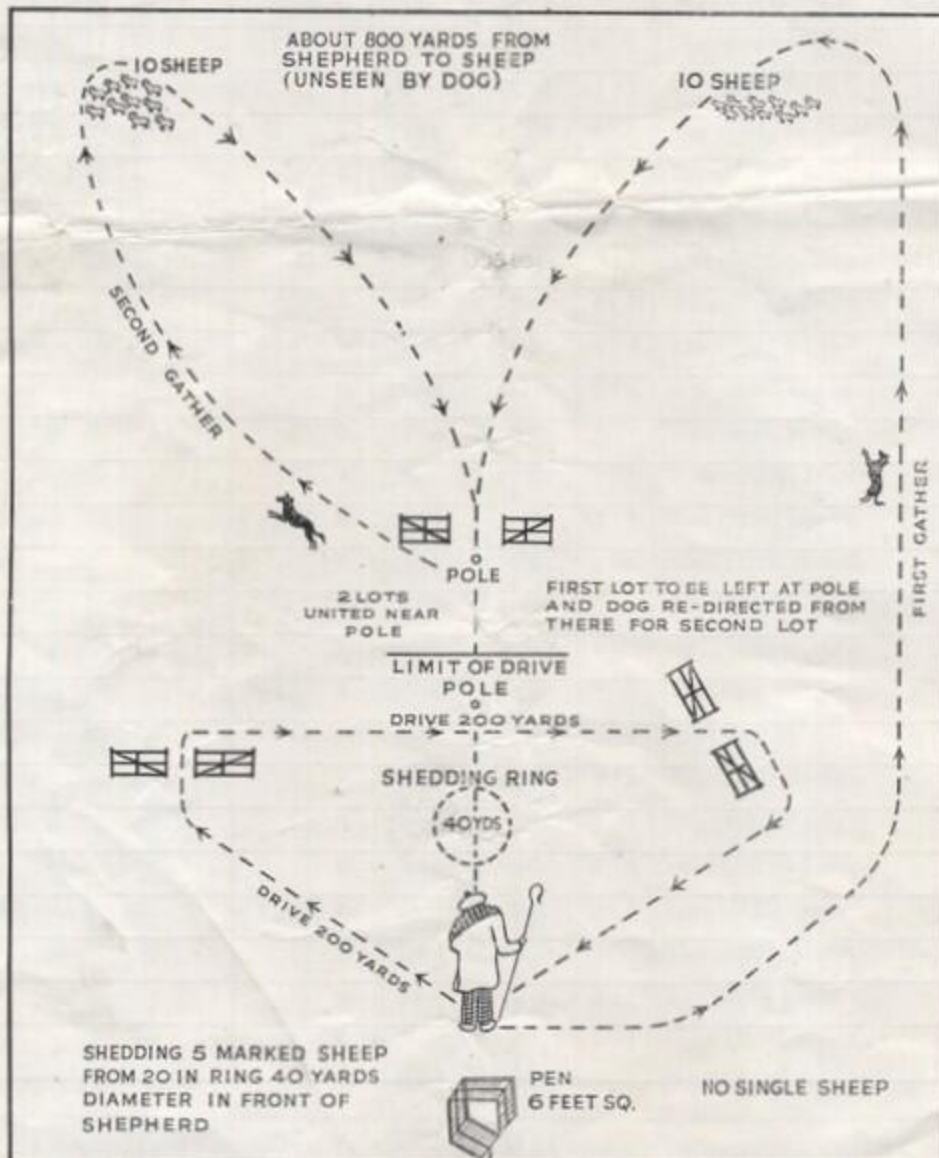 ABOUT 800 YARDS FROM
SHEPHERD TO SHEEP
(UNSEEN BY DOG)
10 SHEEP
10 SHEEP
SECOND GATHER
FIRST GATHER
POLE
2 LOTS
UNITED NEAR
POLE
FIRST LOT TO BE LEFT AT POLE
AND DOG RE-DIRECTED FROM
THERE FOR SECOND LOT
LIMIT OF DRIVE
POLE
DRIVE 200 YARDS
SHEDDING RING
40 YDS
DRIVE 200 YARDS
SHEDDING 5 MARKED SHEEP
FROM 20 IN RING 40 YARDS
DIAMETER IN FRONT OF
SHEPHERD
PEN
6 FEET SQ.
NO SINGLE SHEEP